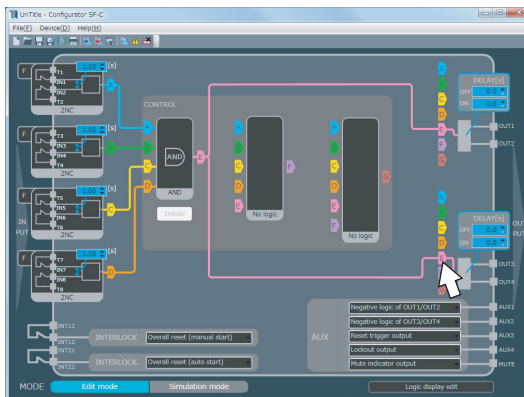 UnTitle - Configurator SF-C
File(F) Device(D) Help(H)
F T1 1.00 [s]
IN1
IN2
T2
2NC
A
F T3 1.00 [s]
IN3
IN4
T4
2NC
B
F T5 1.00 [s]
IN5
IN6
T6
2NC
C
F T7 1.00 [s]
IN7
IN8
T8
2NC
D
IN
PUT
CONTROL
A
B
C
D
AND
AND
E
Details
A
B
C
D
E
No logic
F
A
B
C
D
E
F
No logic
G
A
B
C
D
E
F
G
DELAY[s]
OFF 0.0
ON 0.0
OUT1
OUT2
A
B
C
D
E
G
DELAY[s]
OFF 0.0
ON 0.0
OUT3
OUT4
OUT
PUT
INT11
INT12
INTERLOCK Overall reset (manual start)
INT21
INT22
INTERLOCK Overall reset (auto start)
AUX
Negative logic of OUT1/OUT2 AUX1
Negative logic of OUT3/OUT4 AUX2
Reset trigger output AUX3
Lockout output AUX4
Mute indicator output MUTE
MODE Edit mode Simulation mode Logic display edit